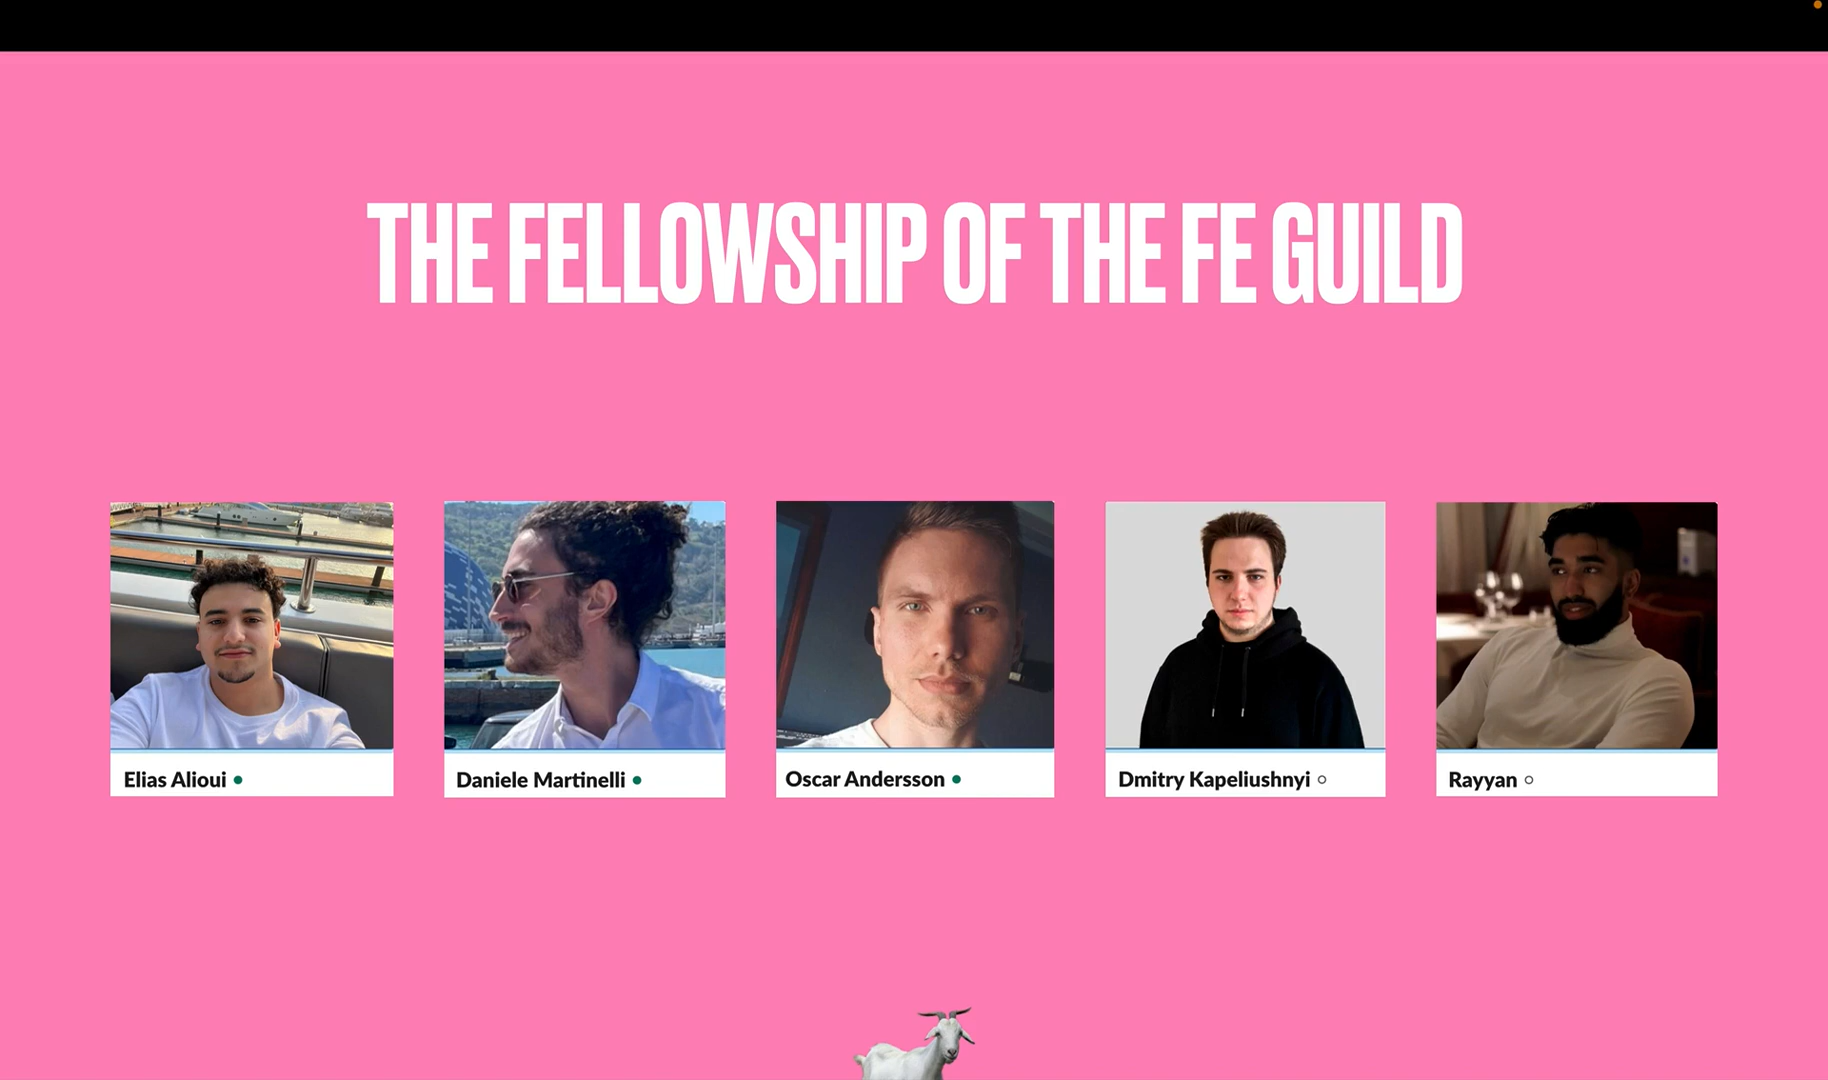 THE FELLOWSHIP OF THE FE GUILD
Elias Alioui
Daniele Martinelli
Oscar Andersson
Dmitry Kapeliushnyi
Rayyan